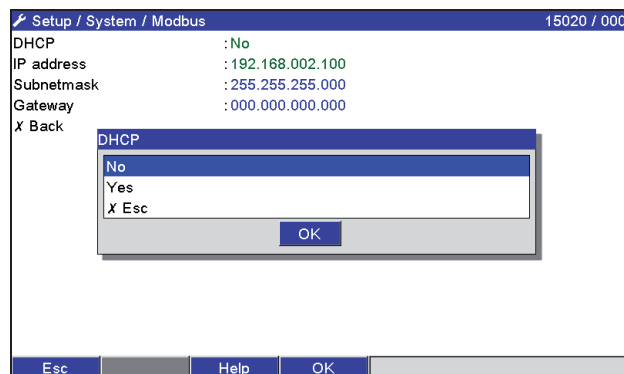 Setup / System / Modbus 15020 / 000
DHCP :No
IP address :192.168.002.100
Subnetmask :255.255.255.000
Gateway :000.000.000.000
X Back
DHCP
No
Yes
X Esc
OK
Esc Help OK